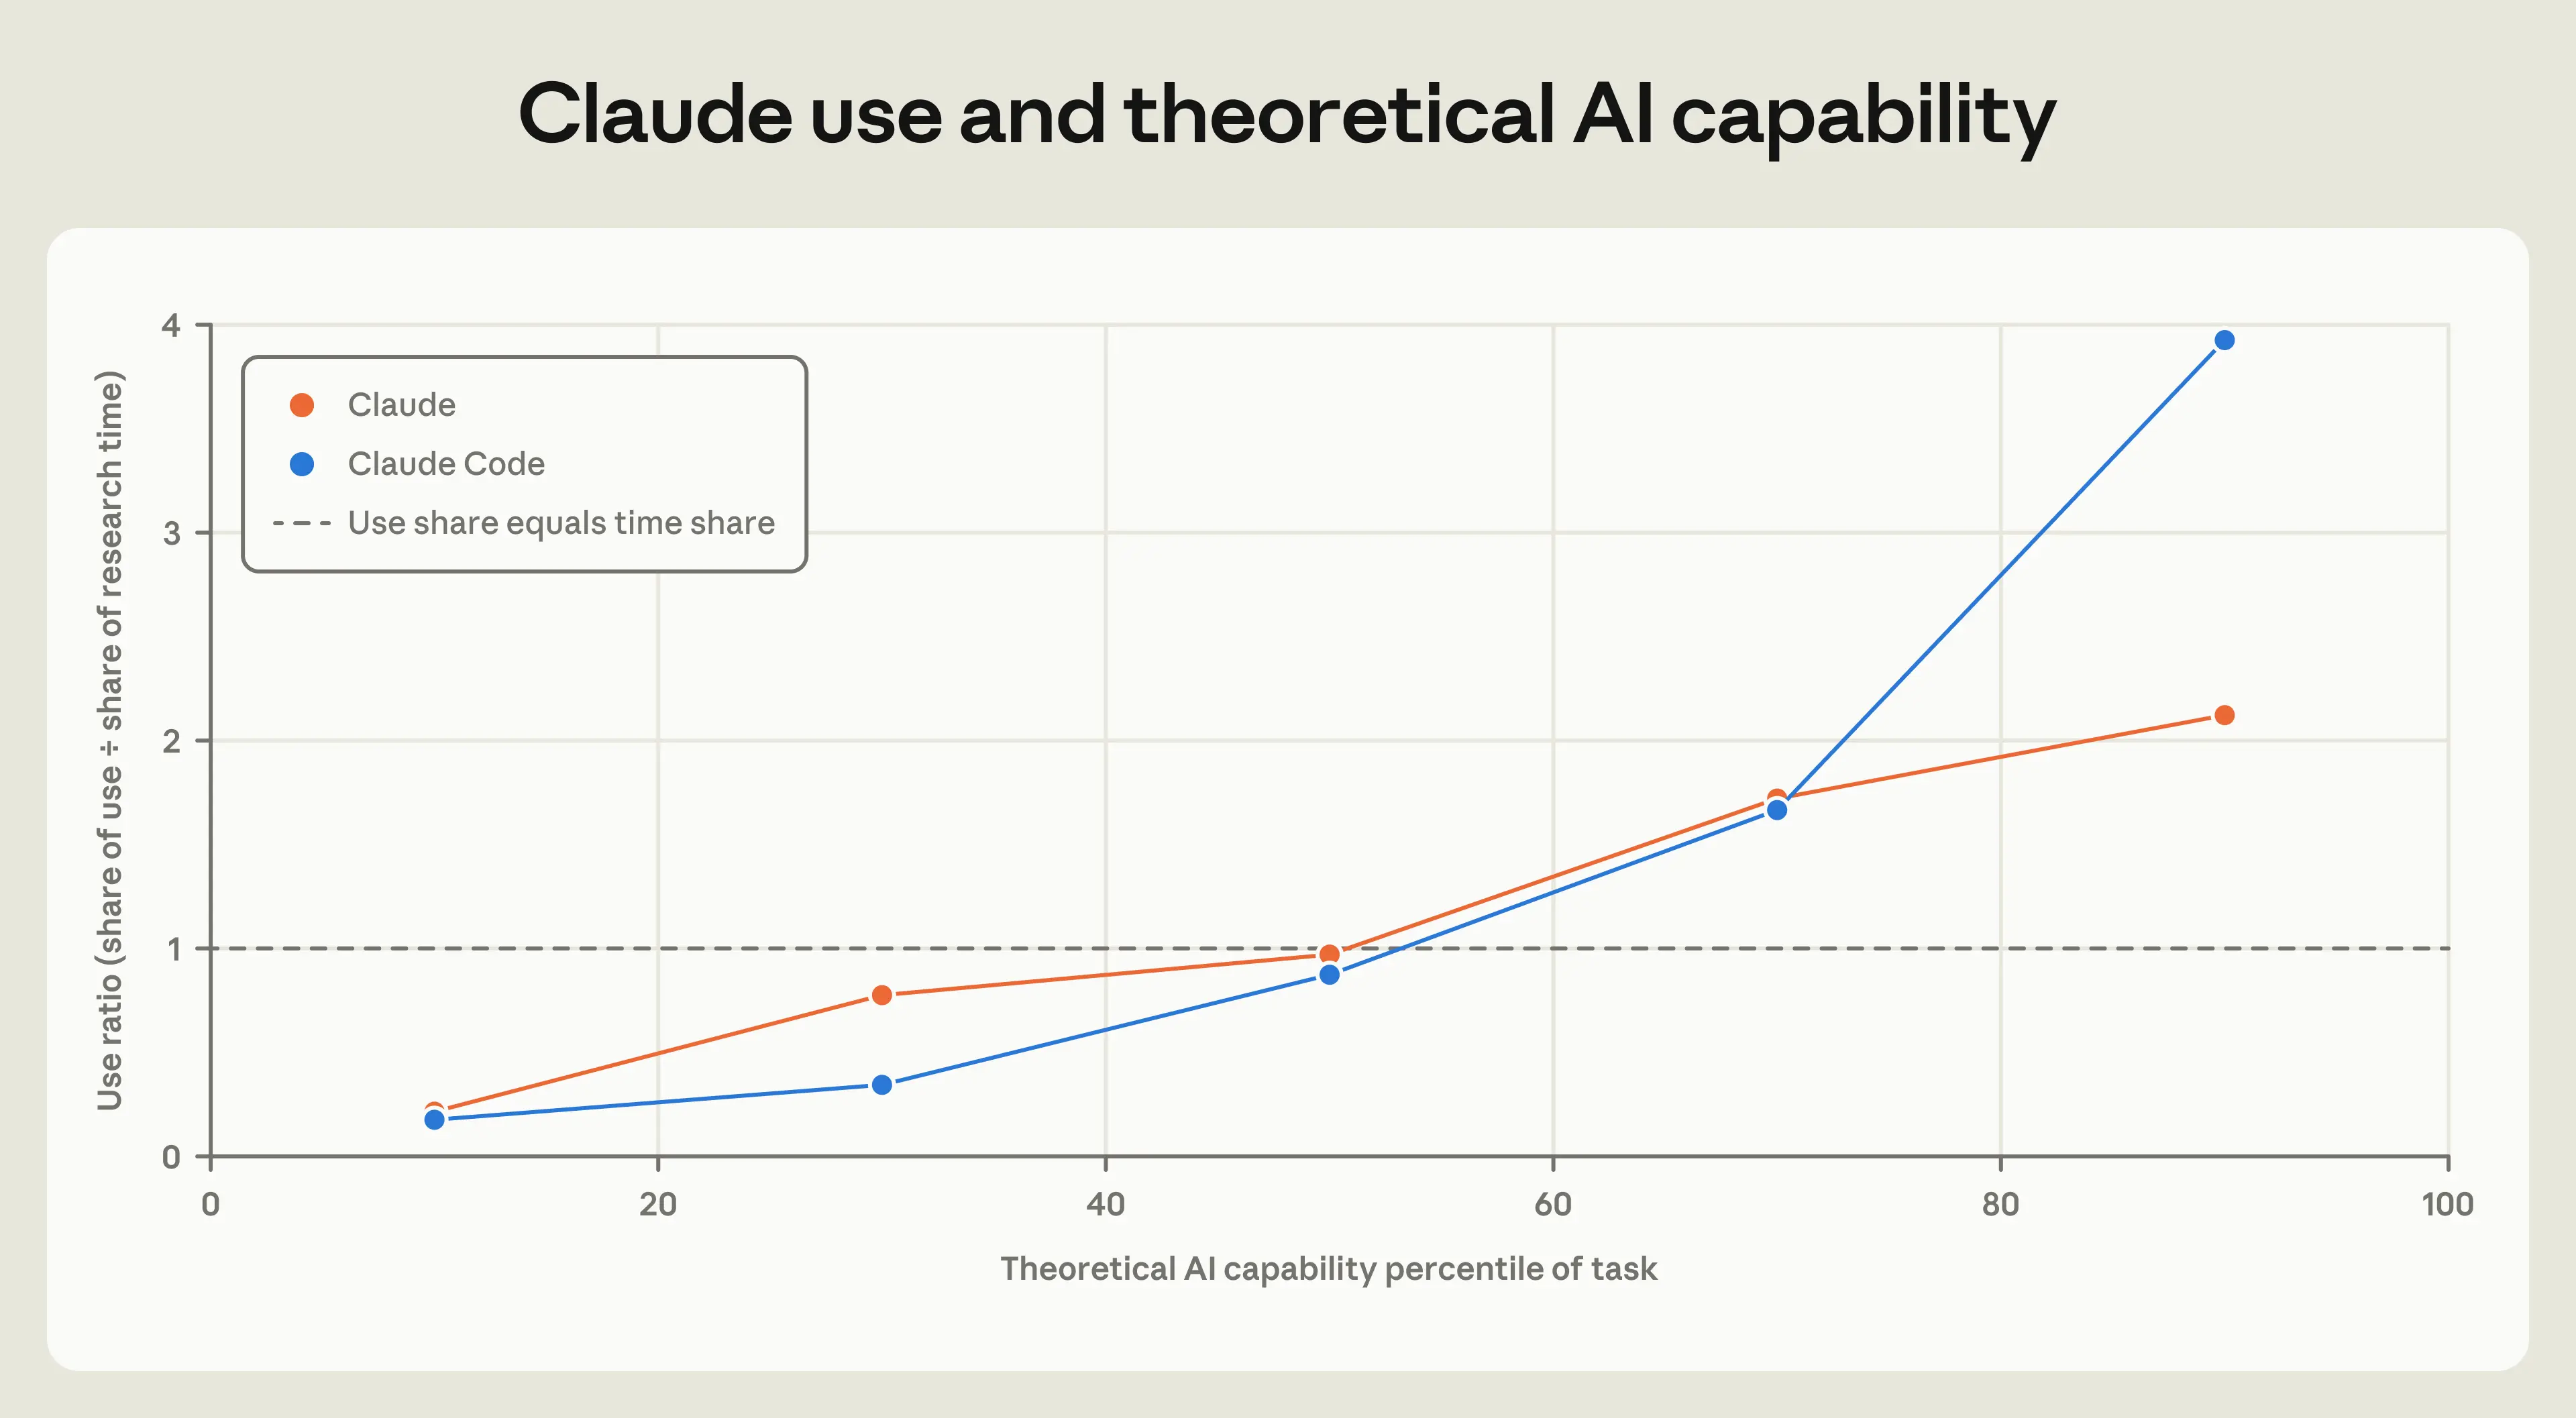 Claude use and theoretical AI capability
Use ratio (share of use ÷ share of research time)
4
3
2
1
0
Claude
Claude Code
Use share equals time share
0
20
40
60
80
100
Theoretical AI capability percentile of task